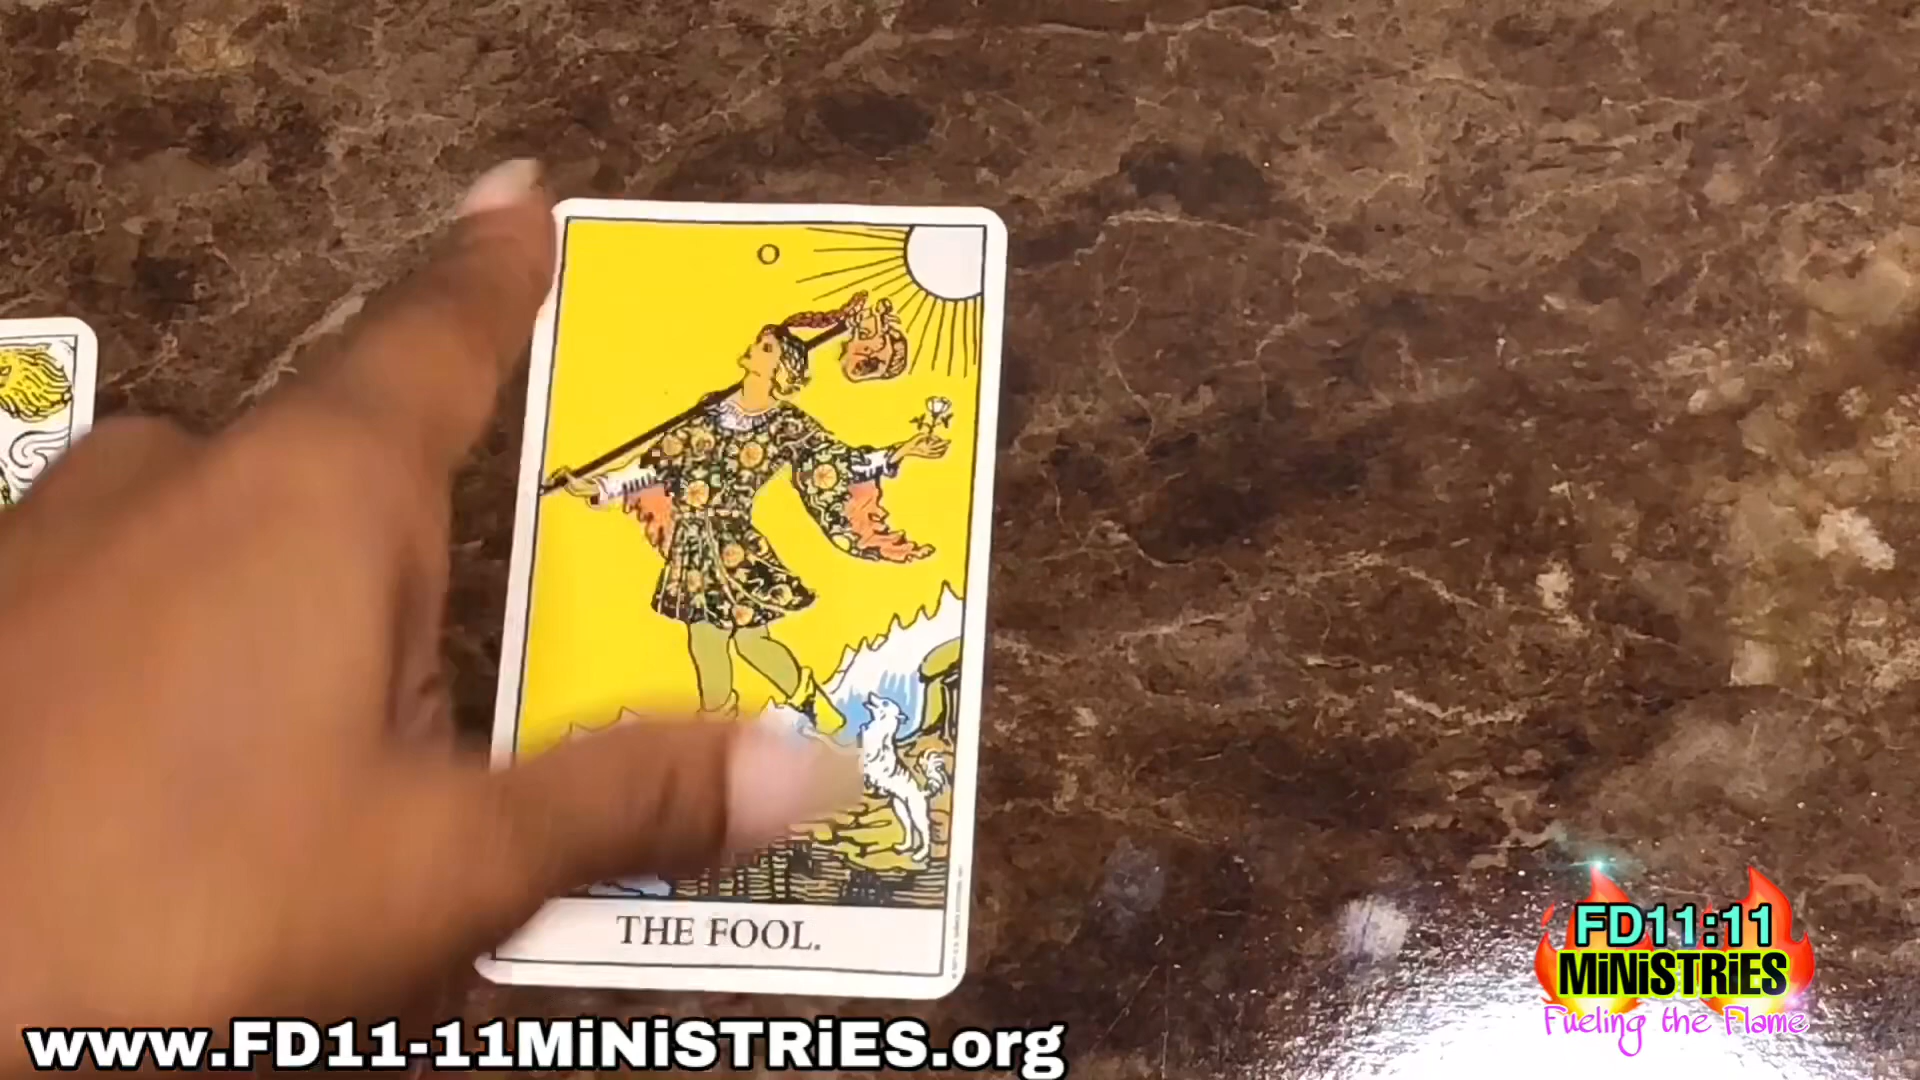 O
THE FOOL.
FD11:11
MiNiSTRiES
Fueling the Flame
www.FD11-11MiNiSTRiES.org